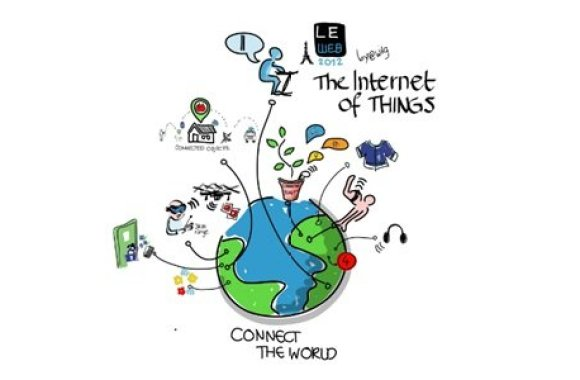 LE
WEB
2012
The Internet
of THINGS
CONNECTED OBJECTS
CONNECT
THE WORLD